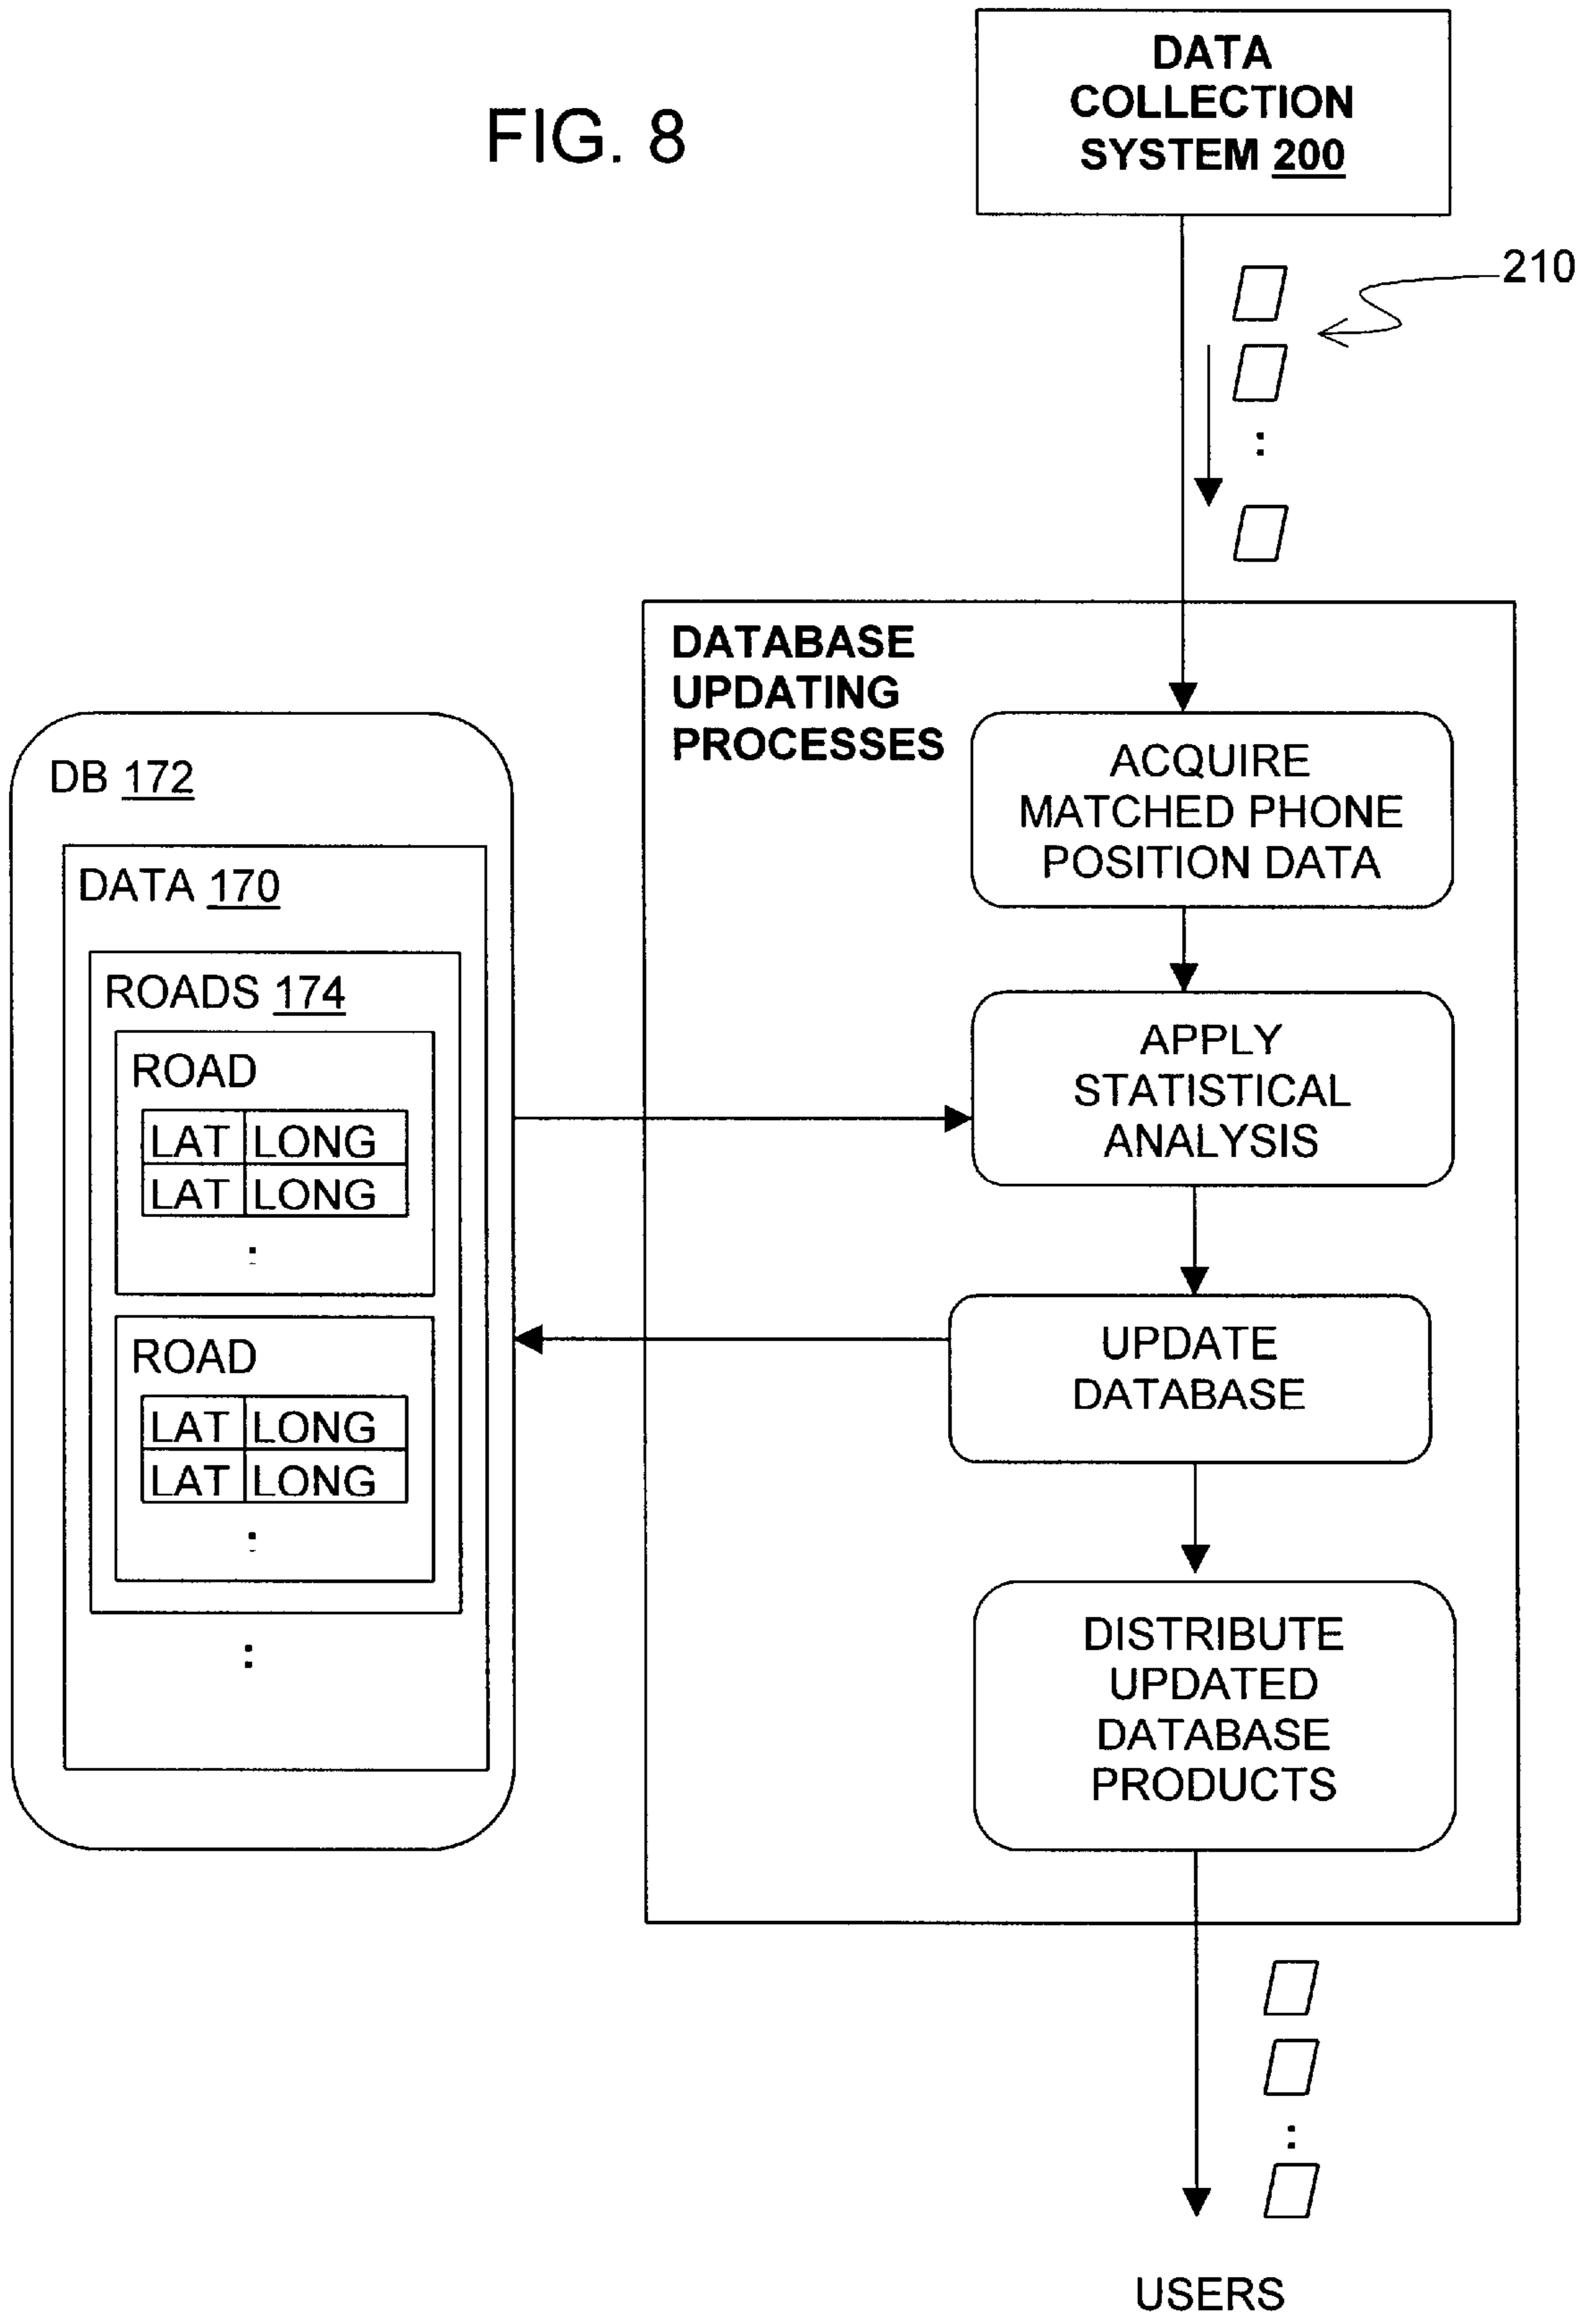 FIG. 8
DATA
COLLECTION
SYSTEM 200
210
DATABASE
UPDATING
PROCESSES
ACQUIRE
MATCHED PHONE
POSITION DATA
APPLY
STATISTICAL
ANALYSIS
UPDATE
DATABASE
DISTRIBUTE
UPDATED
DATABASE
PRODUCTS
USERS
DB 172
DATA 170
ROADS 174
ROAD
LAT LONG
LAT LONG
:
ROAD
LAT LONG
LAT LONG
:
: